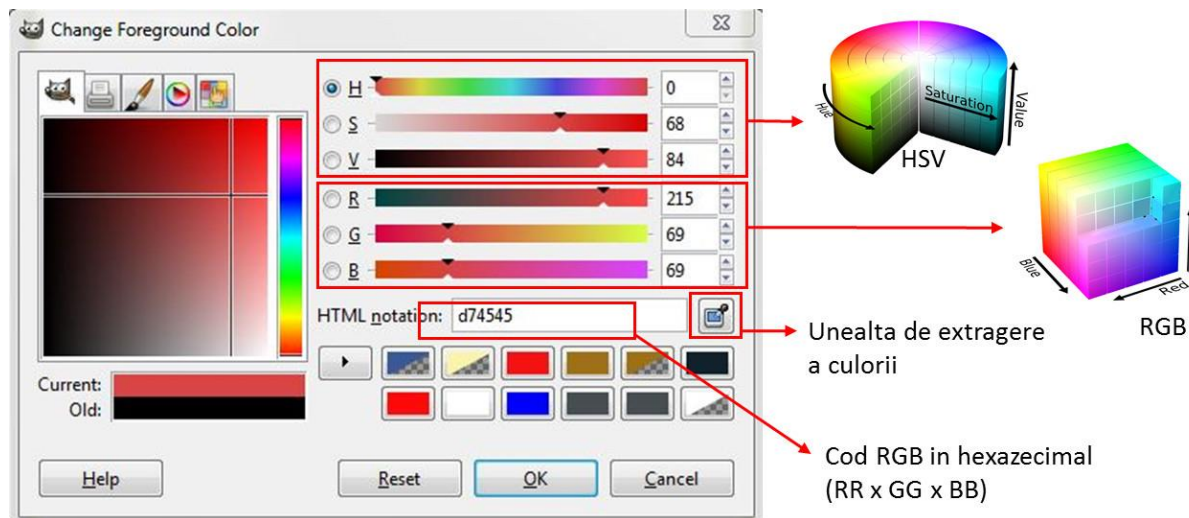 Change Foreground Color
H 0
S 68
V 84
R 215
G 69
B 69
HTML notation: d74545
Current:
Old:
Help
Reset
OK
Cancel
Hue
Saturation
Value
HSV
Blue
Red
RGB
Unealta de extragere
a culorii
Cod RGB in hexazecimal
(RR x GG x BB)